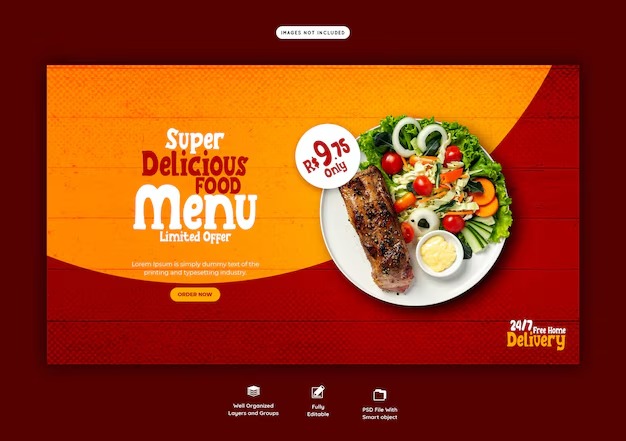 IMAGES NOT INCLUDED
Super
Delicious
FOOD
Menu
Limited Offer
Lorem Ipsum is simply dummy text of the
printing and typesetting industry.
ORDER NOW
R$9.75
Only
24/7 Free Home
Delivery
Well Organized
Layers and Groups
Fully
Editable
PSD File With
Smart object